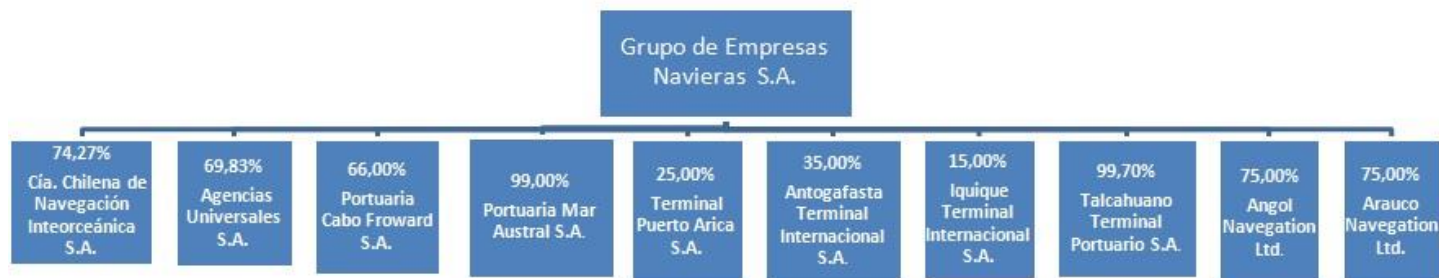 Grupo de Empresas
Navieras S.A.
74,27%
Cía. Chilena de
Navegación
Inteorceánica
S.A.
69,83%
Agencias
Universales
S.A.
66,00%
Portuaria
Cabo Froward
S.A.
99,00%
Portuaria Mar
Austral S.A.
25,00%
Terminal
Puerto Arica
S.A.
35,00%
Antogafasta
Terminal
Internacional
S.A.
15,00%
Iquique
Terminal
Internacional
S.A.
99,70%
Talcahuano
Terminal
Portuario S.A.
75,00%
Angol
Navegation
Ltd.
75,00%
Arauco
Navegation
Ltd.